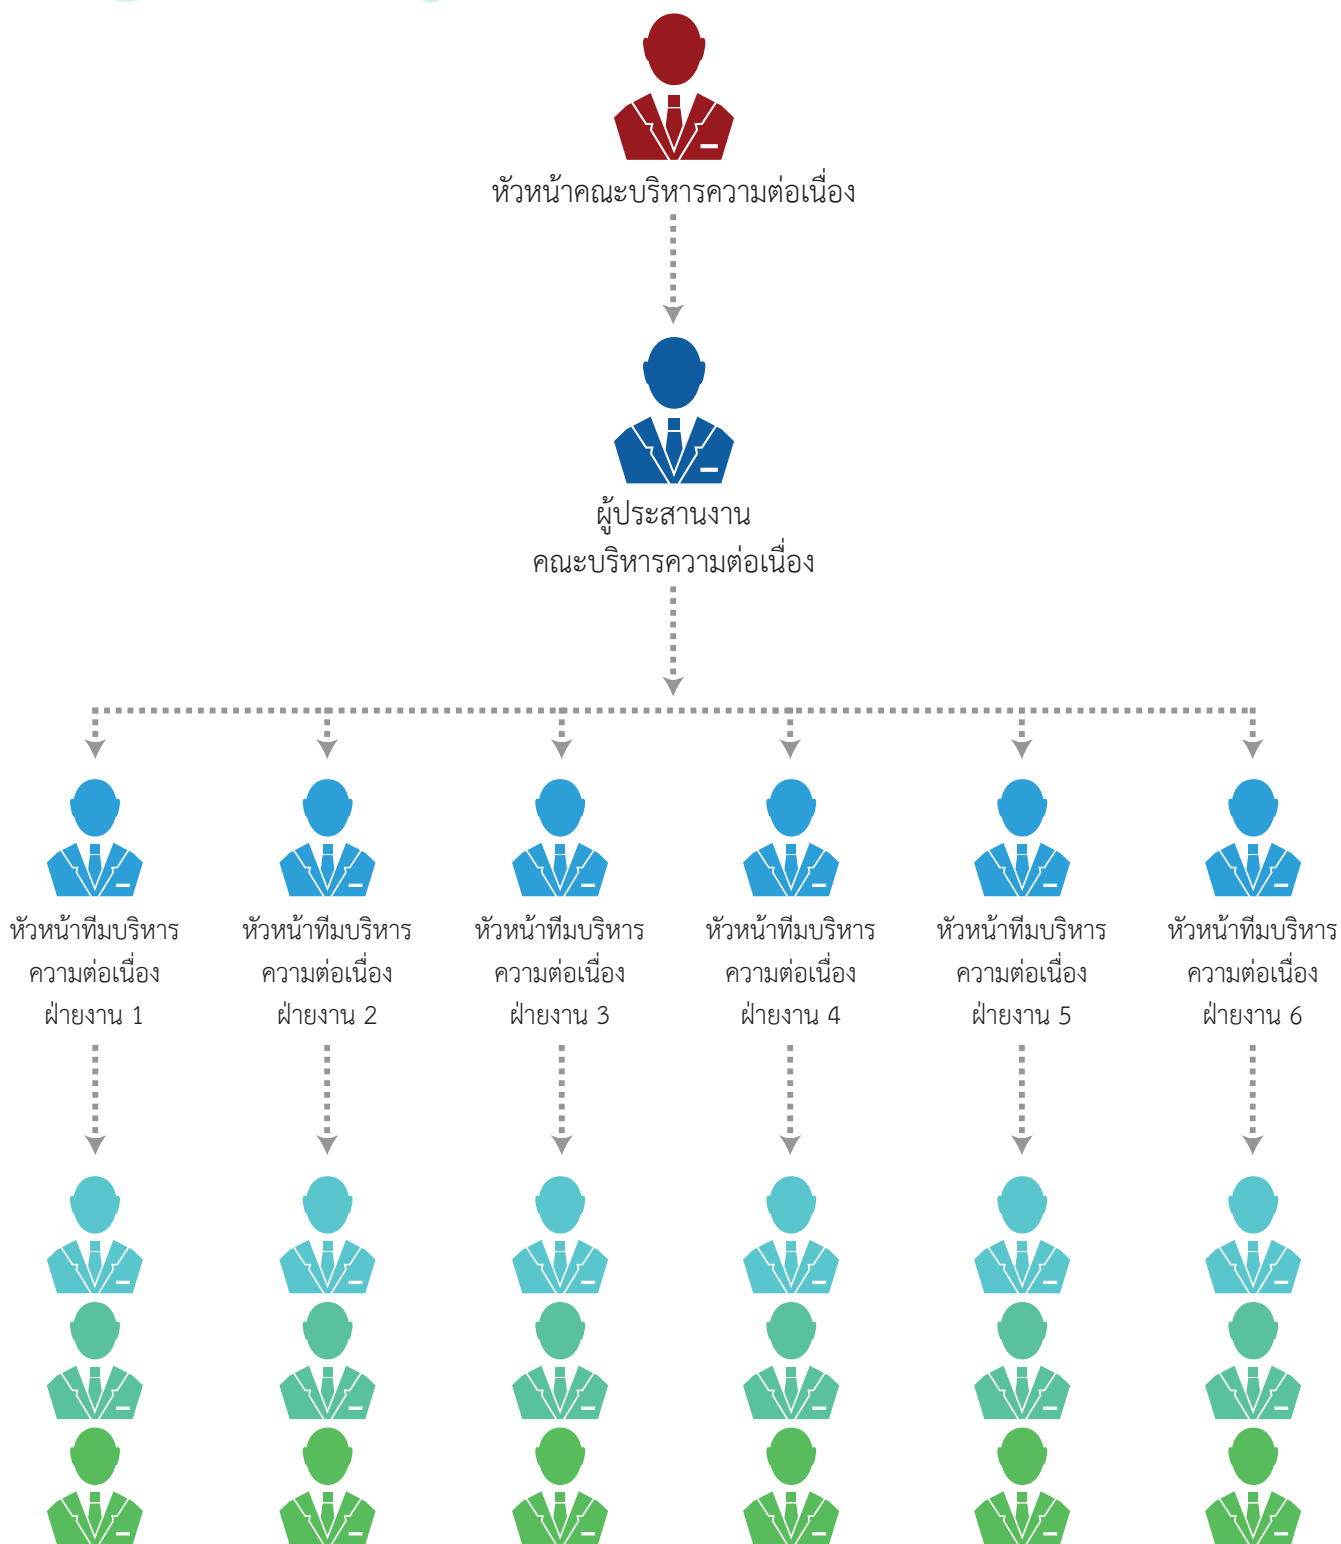 หัวหน้าคณะบริหารความต่อเนื่อง
ผู้ประสานงาน
คณะบริหารความต่อเนื่อง
หัวหน้าทีมบริหาร
ความต่อเนื่อง
ฝ่ายงาน 1
หัวหน้าทีมบริหาร
ความต่อเนื่อง
ฝ่ายงาน 2
หัวหน้าทีมบริหาร
ความต่อเนื่อง
ฝ่ายงาน 3
หัวหน้าทีมบริหาร
ความต่อเนื่อง
ฝ่ายงาน 4
หัวหน้าทีมบริหาร
ความต่อเนื่อง
ฝ่ายงาน 5
หัวหน้าทีมบริหาร
ความต่อเนื่อง
ฝ่ายงาน 6